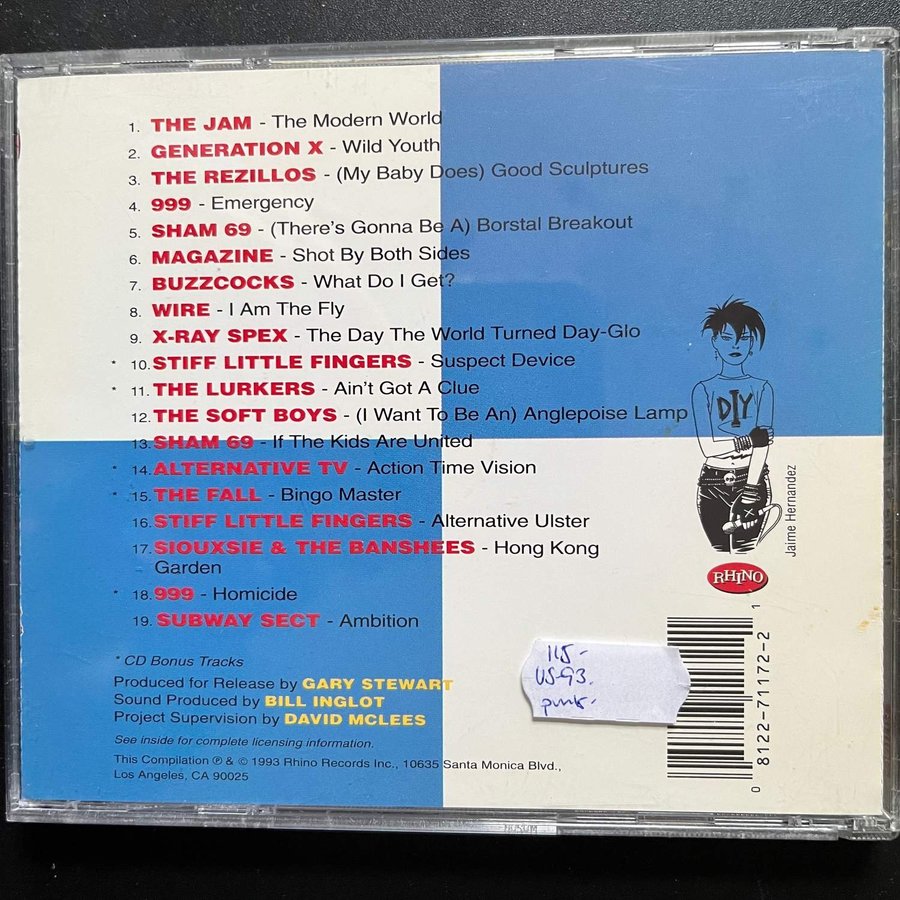 1. THE JAM - The Modern World
2. GENERATION X - Wild Youth
3. THE REZILLOS - (My Baby Does) Good Sculptures
4. 999 - Emergency
5. SHAM 69 - (There's Gonna Be A) Borstal Breakout
6. MAGAZINE - Shot By Both Sides
7. BUZZCOCKS - What Do I Get?
8. WIRE - I Am The Fly
9. X-RAY SPEX - The Day The World Turned Day-Glo
* 10. STIFF LITTLE FINGERS - Suspect Device
* 11. THE LURKERS - Ain't Got A Clue
12. THE SOFT BOYS - (I Want To Be An) Anglepoise Lamp
13. SHAM 69 - If The Kids Are United
* 14. ALTERNATIVE TV - Action Time Vision
* 15. THE FALL - Bingo Master
16. STIFF LITTLE FINGERS - Alternative Ulster
17. SIOUXSIE & THE BANSHEES - Hong Kong
Garden
* 18. 999 - Homicide
19. SUBWAY SECT - Ambition
* CD Bonus Tracks
Produced for Release by GARY STEWART
Sound Produced by BILL INGLOT
Project Supervision by DAVID MCLEES
See inside for complete licensing information.
This Compilation ℗ & © 1993 Rhino Records Inc., 10635 Santa Monica Blvd.,
Los Angeles, CA 90025
DIY
Jaime Hernandez
RHINO
115-
US-93.
punk-
0 8122-71172-2 1